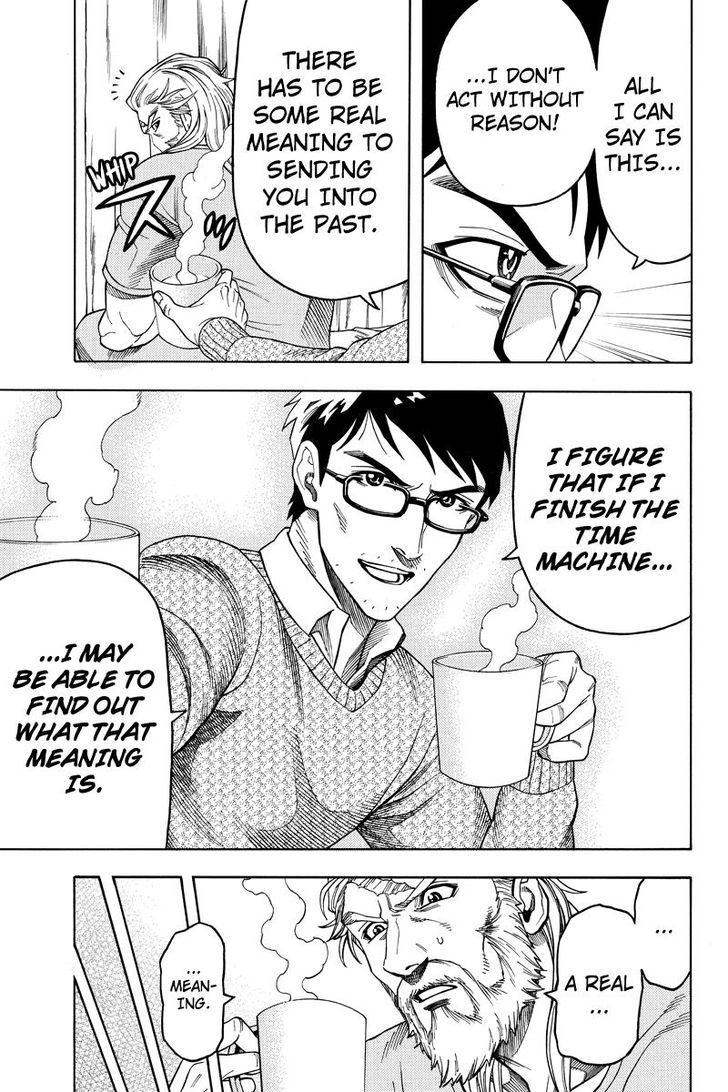 ALL
I CAN
SAY IS
THIS...
...I DON'T
ACT WITHOUT
REASON!
THERE
HAS TO BE
SOME REAL
MEANING TO
SENDING
YOU INTO
THE PAST.
WHIP
ス
I FIGURE
THAT IF I
FINISH THE
TIME
MACHINE...
...I MAY
BE ABLE TO
FIND OUT
WHAT THAT
MEANING
IS.
...
A REAL
...
...
MEAN-
ING.